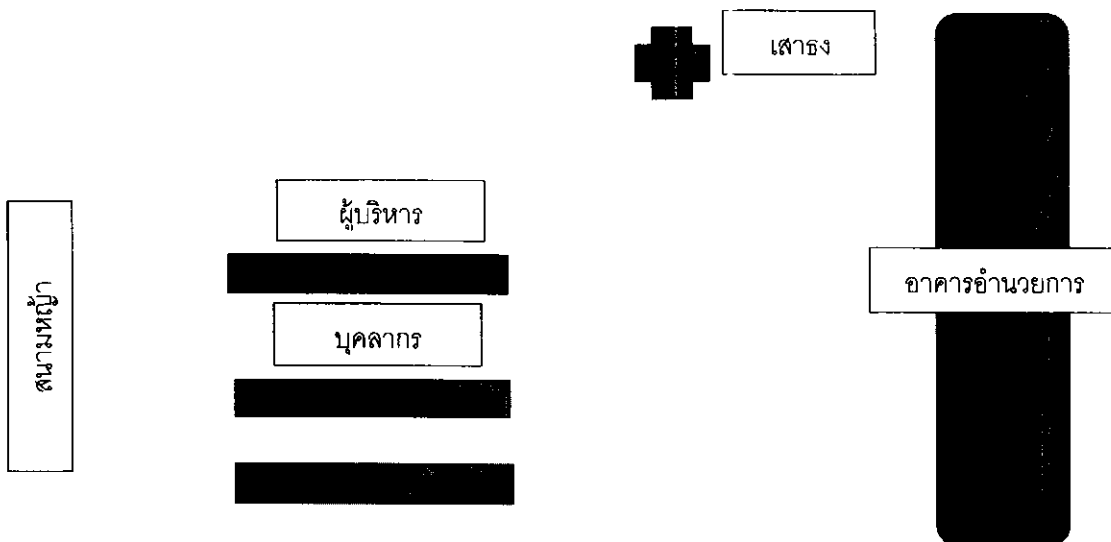 เสาธง
ผู้บริหาร
สนามหญ้า
อาคารอำนวยการ
บุคลากร